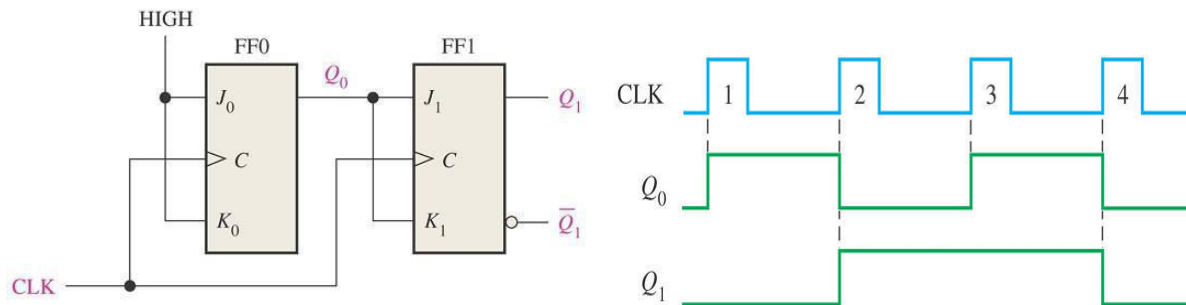 HIGH
FF0
FF1
Q₀
J₀
J₁
Q₁
C
C
K₀
K₁
Q̅₁
CLK
CLK
1
2
3
4
Q₀
Q₁